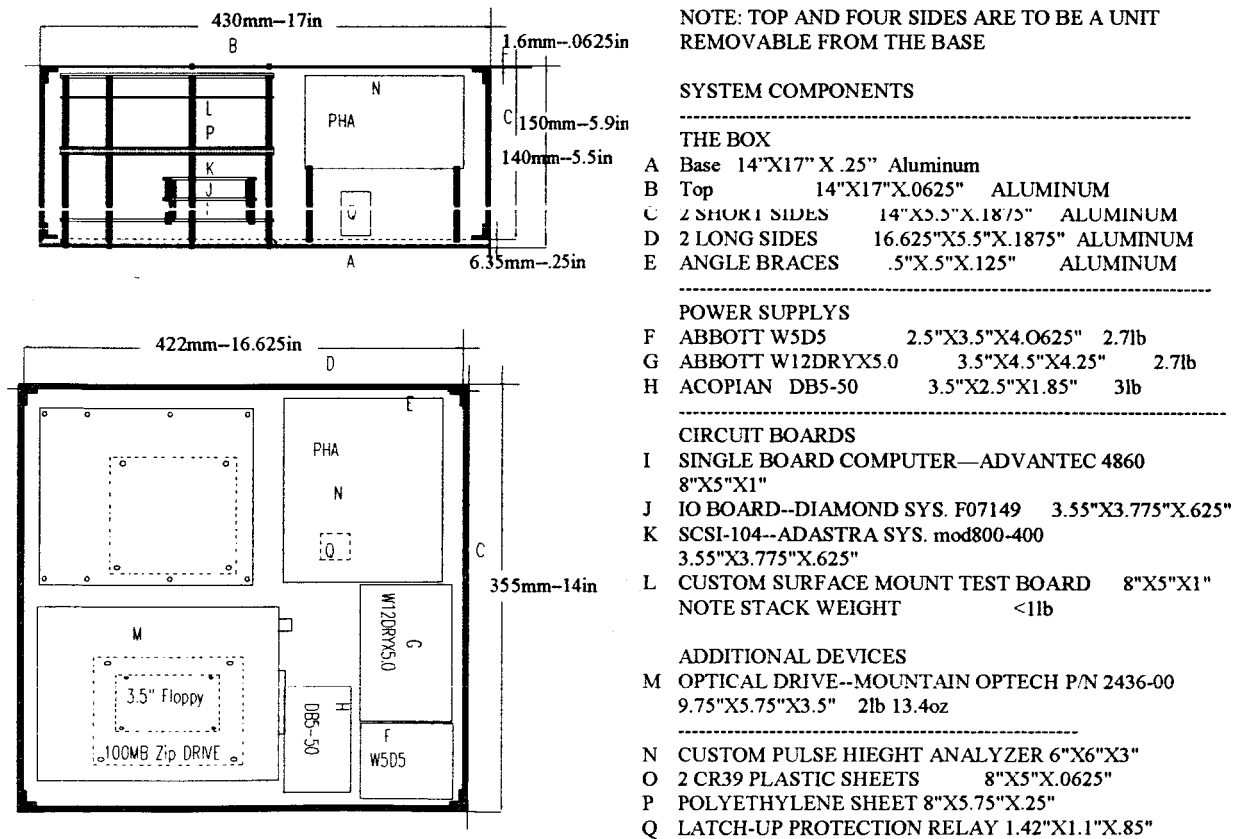 430mm--17in
B
1.6mm--.0625in
N
L
PHA
C
150mm--5.9in
P
140mm--5.5in
K
J
I
Q
A
6.35mm--.25in
422mm--16.625in
D
E
PHA
N
Q
C
355mm--14in
W12DRYX5.0
G
M
3.5" Floppy
100MB Zip DRIVE
DB5-50
H
F
W5D5
NOTE: TOP AND FOUR SIDES ARE TO BE A UNIT
REMOVABLE FROM THE BASE
SYSTEM COMPONENTS
THE BOX
A Base 14"X17" X .25" Aluminum
B Top 14"X17"X.0625" ALUMINUM
C 2 SHORT SIDES 14"X5.5"X.1875" ALUMINUM
D 2 LONG SIDES 16.625"X5.5"X.1875" ALUMINUM
E ANGLE BRACES .5"X.5"X.125" ALUMINUM
POWER SUPPLYS
F ABBOTT W5D5 2.5"X3.5"X4.O625" 2.7lb
G ABBOTT W12DRYX5.0 3.5"X4.5"X4.25" 2.7lb
H ACOPIAN DB5-50 3.5"X2.5"X1.85" 3lb
CIRCUIT BOARDS
I SINGLE BOARD COMPUTER—ADVANTEC 4860
8"X5"X1"
J IO BOARD--DIAMOND SYS. F07149 3.55"X3.775"X.625"
K SCSI-104--ADASTRA SYS. mod800-400
3.55"X3.775"X.625"
L CUSTOM SURFACE MOUNT TEST BOARD 8"X5"X1"
NOTE STACK WEIGHT <1lb
ADDITIONAL DEVICES
M OPTICAL DRIVE--MOUNTAIN OPTECH P/N 2436-00
9.75"X5.75"X3.5" 2lb 13.4oz
N CUSTOM PULSE HIEGHT ANALYZER 6"X6"X3"
O 2 CR39 PLASTIC SHEETS 8"X5"X.0625"
P POLYETHYLENE SHEET 8"X5.75"X.25"
Q LATCH-UP PROTECTION RELAY 1.42"X1.1"X.85"